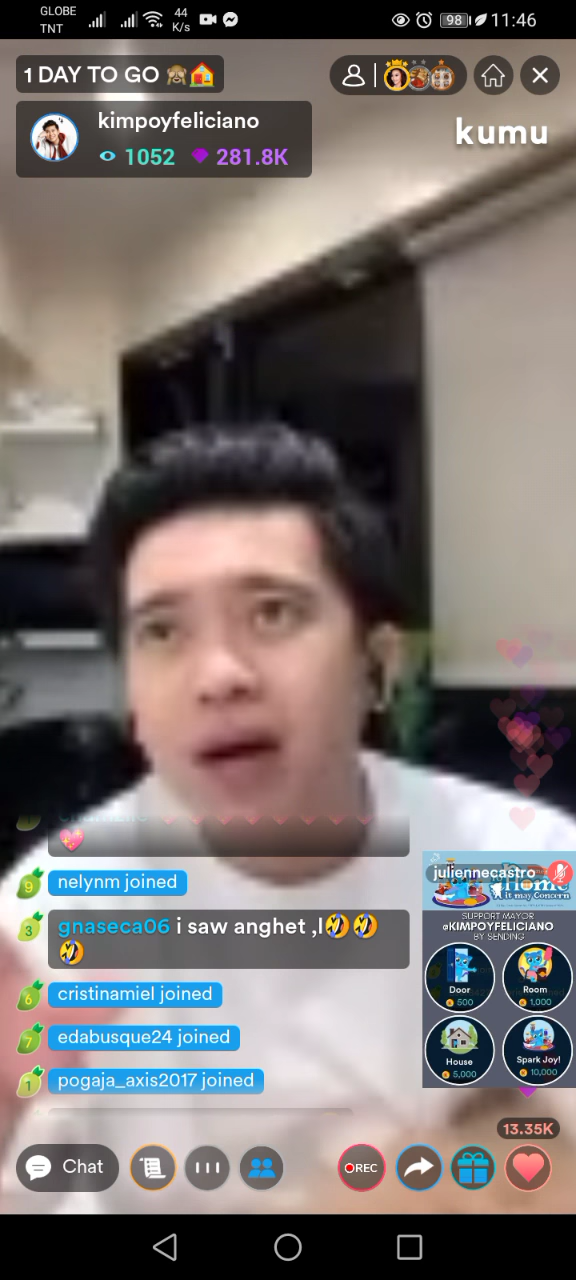 GLOBE
TNT
44
K/s
98
11:46
1 DAY TO GO 🙈🏠
kimpoyfeliciano
1052 281.8K
kumu
9 nelynm joined
3 gnaseca06 i saw anghet ,l🤣🤣
🤣
6 cristinamiel joined
7 edabusque24 joined
1 pogaja_axis2017 joined
juliennecastro
Home
it may Concern
SUPPORT MAYOR
@KIMPOYFELICIANO
BY SENDING
Door
500
Room
1,000
House
5,000
Spark Joy!
10,000
13.35K
Chat
REC